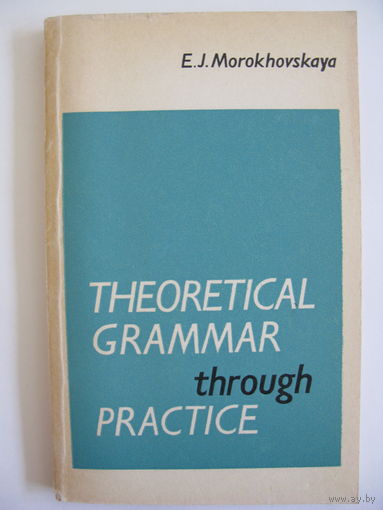 E.J.Morokhovskaya
THEORETICAL
GRAMMAR
through
PRACTICE
www.ay.by